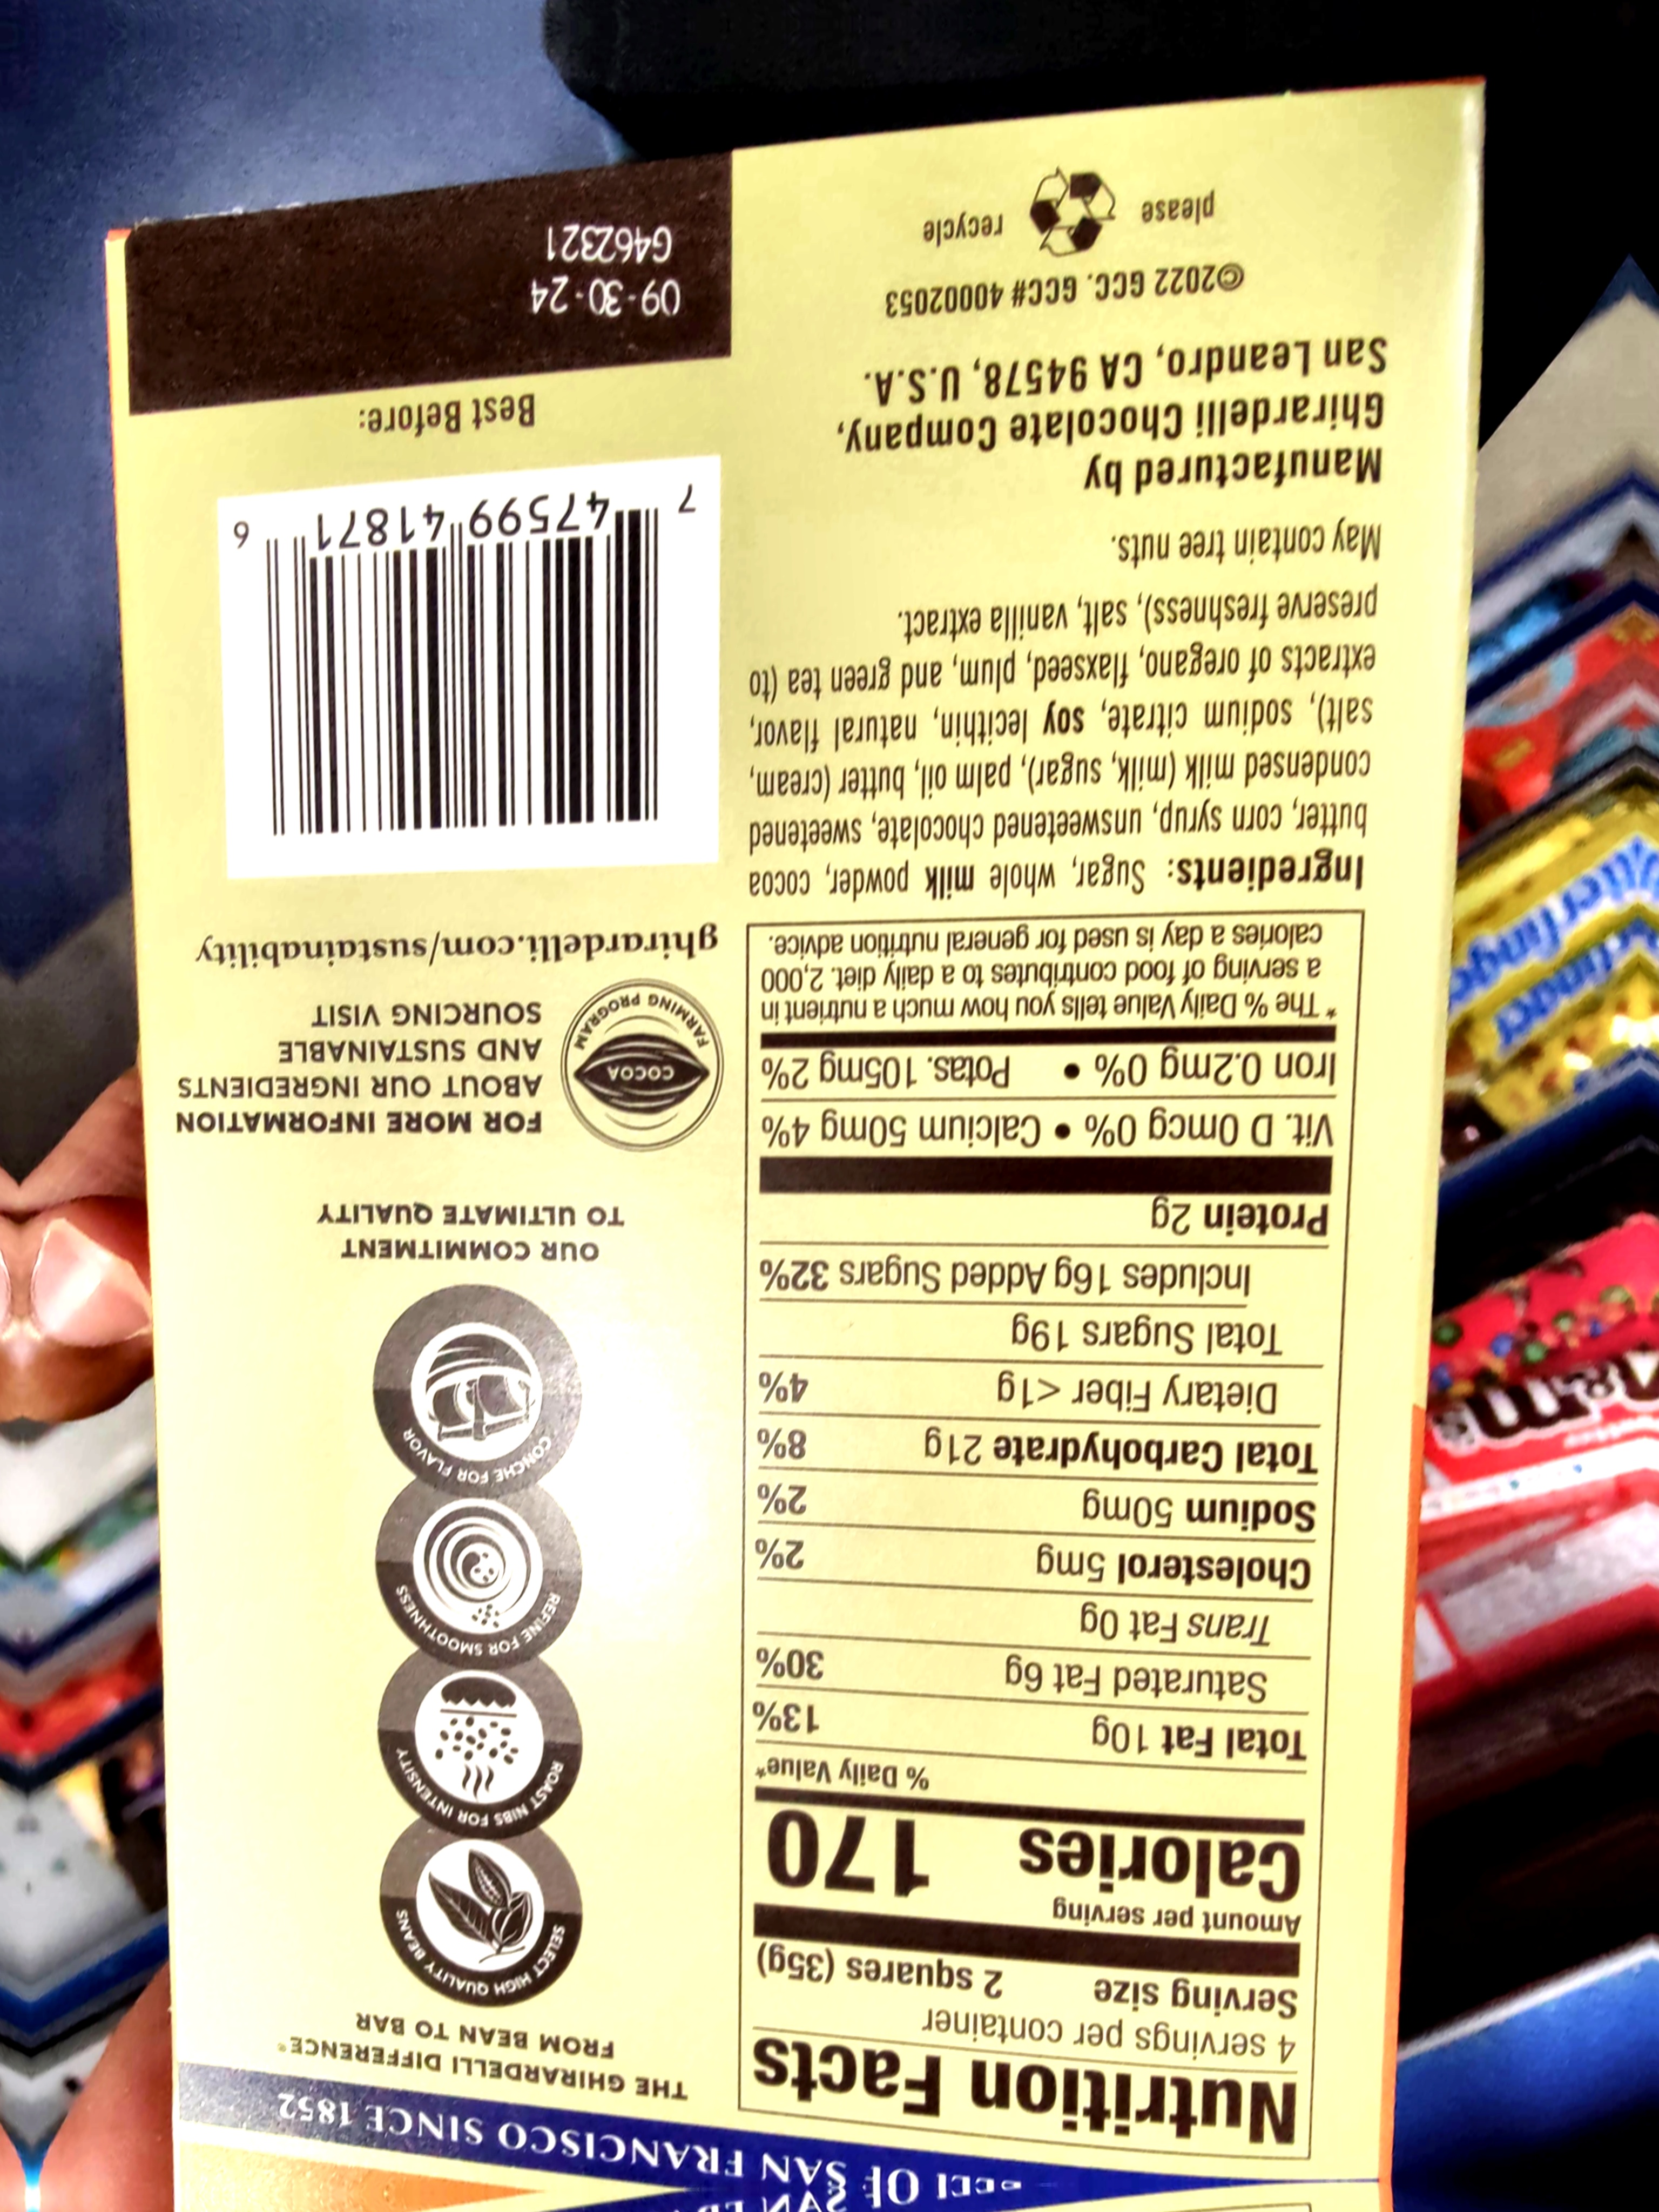 OF SAN FRANCISCO SINCE 1852
Nutrition Facts
4 servings per container
Serving size 2 squares (35g)
Amount per serving
Calories 170
% Daily Value*
Total Fat 10g 13%
Saturated Fat 6g 30%
Trans Fat 0g
Cholesterol 5mg 2%
Sodium 50mg 2%
Total Carbohydrate 21g 8%
Dietary Fiber <1g 4%
Total Sugars 19g
Includes 16g Added Sugars 32%
Protein 2g
Vit. D 0mcg 0% • Calcium 50mg 4%
Iron 0.2mg 0% • Potas. 105mg 2%
* The % Daily Value tells you how much a nutrient in
a serving of food contributes to a daily diet. 2,000
calories a day is used for general nutrition advice.
Ingredients: Sugar, whole milk powder, cocoa
butter, corn syrup, unsweetened chocolate, sweetened
condensed milk (milk, sugar), palm oil, butter (cream,
salt), sodium citrate, soy lecithin, natural flavor,
extracts of oregano, flaxseed, plum, and green tea (to
preserve freshness), salt, vanilla extract.
May contain tree nuts.
Manufactured by
Ghirardelli Chocolate Company,
San Leandro, CA 94578, U.S.A.
©2022 GCC. GCC# 40002053
please recycle
THE GHIRARDELLI DIFFERENCE®
FROM BEAN TO BAR
SELECT HIGH QUALITY BEANS
ROAST NIBS FOR INTENSITY
REFINE FOR SMOOTHNESS
CONCHE FOR FLAVOR
OUR COMMITMENT
TO ULTIMATE QUALITY
COCOA
FARMING PROGRAM
FOR MORE INFORMATION
ABOUT OUR INGREDIENTS
AND SUSTAINABLE
SOURCING VISIT
ghirardelli.com/sustainability
7 47599 41871 6
Best Before:
09-30-24
G462321
m&m's